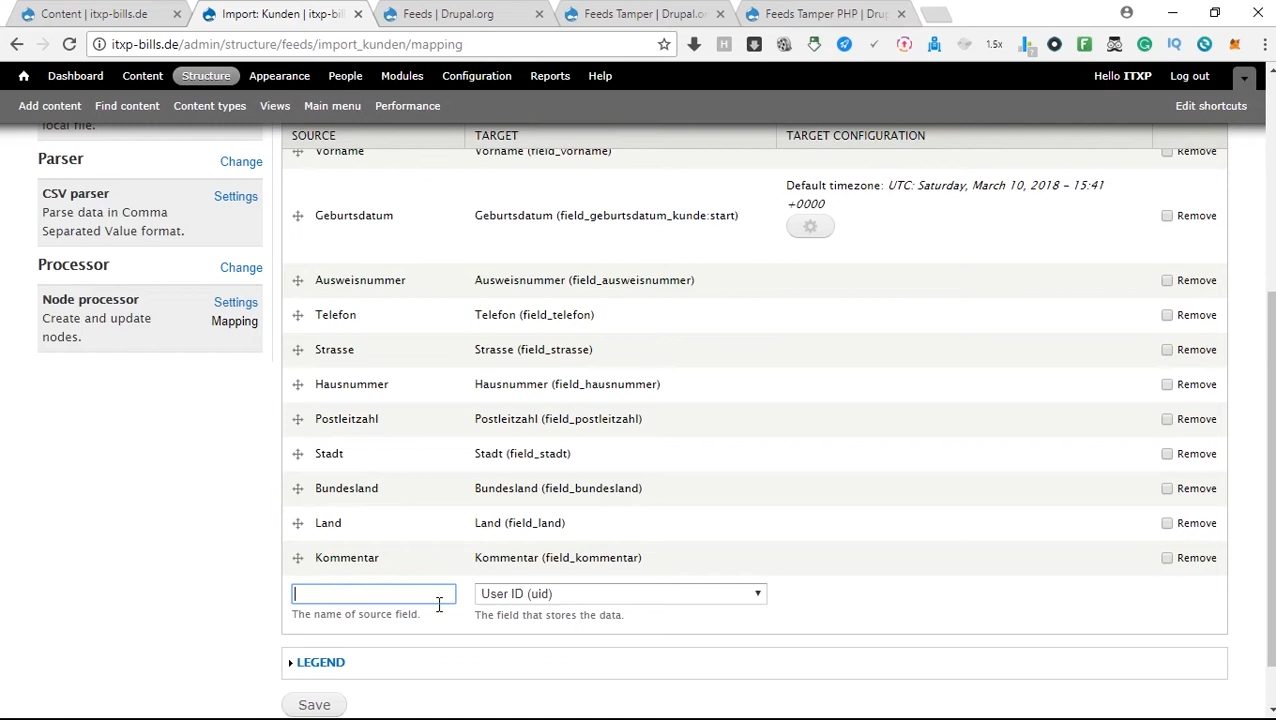 Content | itxp-bills.de
Import: Kunden | itxp-bill
Feeds | Drupal.org
Feeds Tamper | Drupal.or
Feeds Tamper PHP | Dru
itxp-bills.de/admin/structure/feeds/import_kunden/mapping
1.5x
Dashboard Content Structure Appearance People Modules Configuration Reports Help
Hello ITXP Log out
Add content Find content Content types Views Main menu Performance
Edit shortcuts
local file.
Parser Change
CSV parser Settings
Parse data in Comma
Separated Value format.
Processor Change
Node processor Settings
Create and update Mapping
nodes.
SOURCE TARGET TARGET CONFIGURATION
Vorname Vorname (field_vorname) Remove
Default timezone: UTC: Saturday, March 10, 2018 - 15:41
+0000
Geburtsdatum Geburtsdatum (field_geburtsdatum_kunde:start) Remove
Ausweisnummer Ausweisnummer (field_ausweisnummer) Remove
Telefon Telefon (field_telefon) Remove
Strasse Strasse (field_strasse) Remove
Hausnummer Hausnummer (field_hausnummer) Remove
Postleitzahl Postleitzahl (field_postleitzahl) Remove
Stadt Stadt (field_stadt) Remove
Bundesland Bundesland (field_bundesland) Remove
Land Land (field_land) Remove
Kommentar Kommentar (field_kommentar) Remove
User ID (uid)
The name of source field. The field that stores the data.
LEGEND
Save